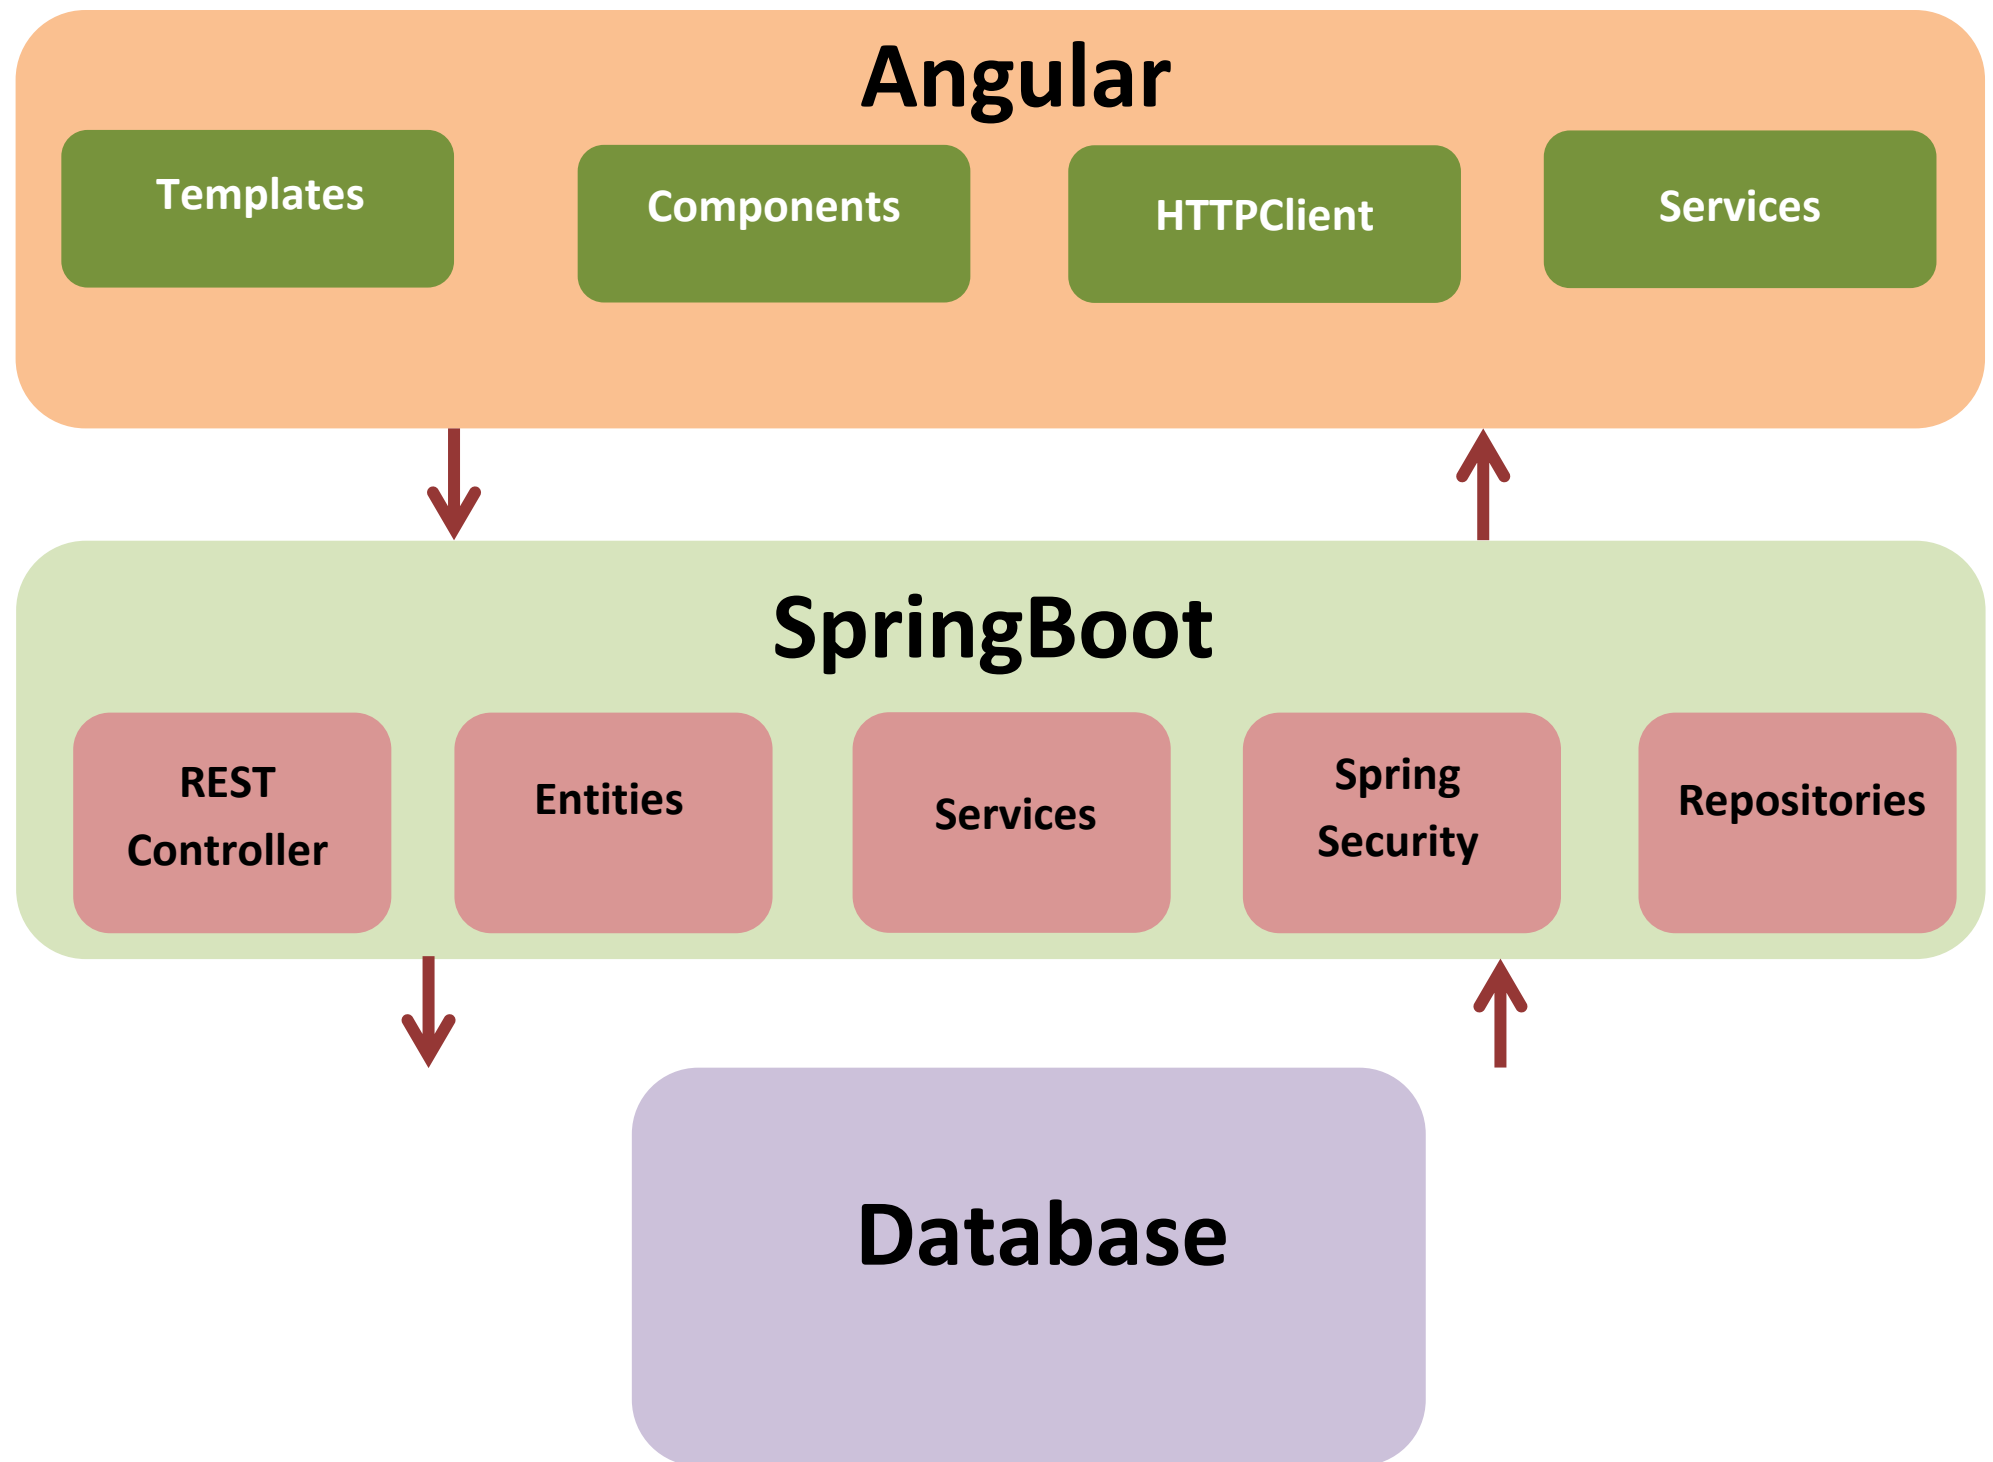 Angular
Templates
Components
HTTPClient
Services
SpringBoot
REST
Controller
Entities
Services
Spring
Security
Repositories
Database